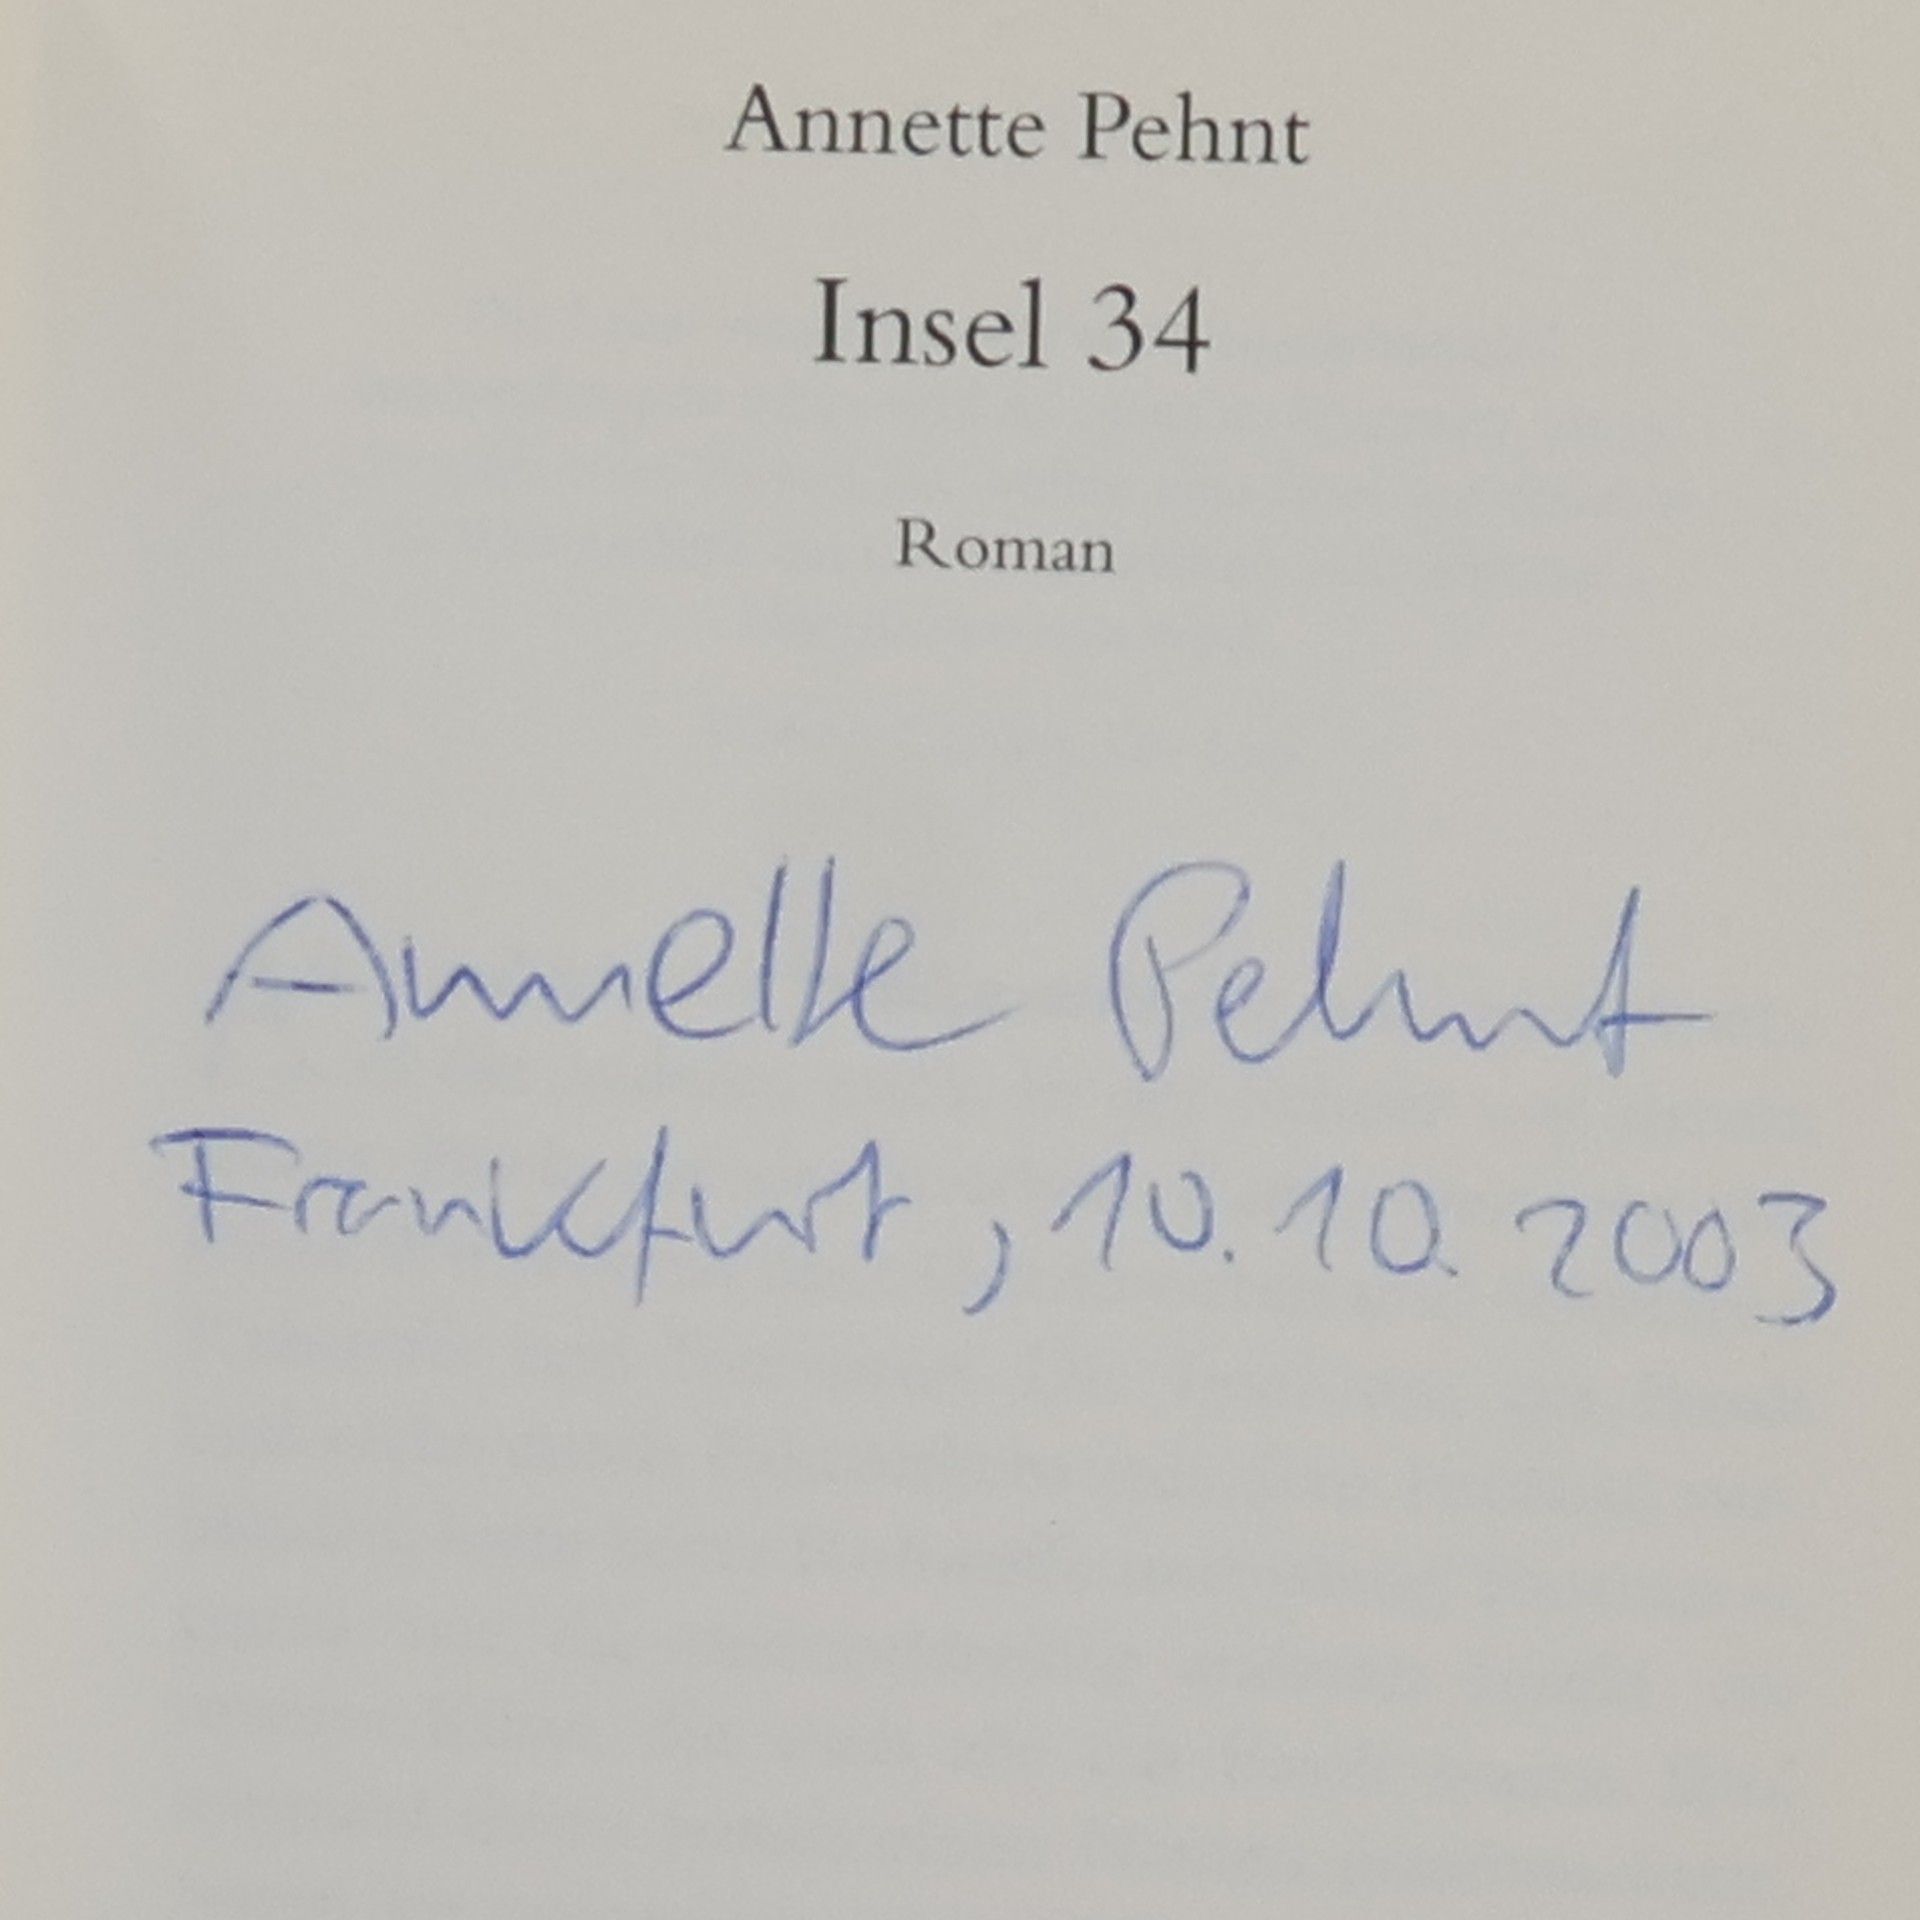 Annette Pehnt
Insel 34
Roman
Annette Pehnt
Frankfurt, 10.10.2003